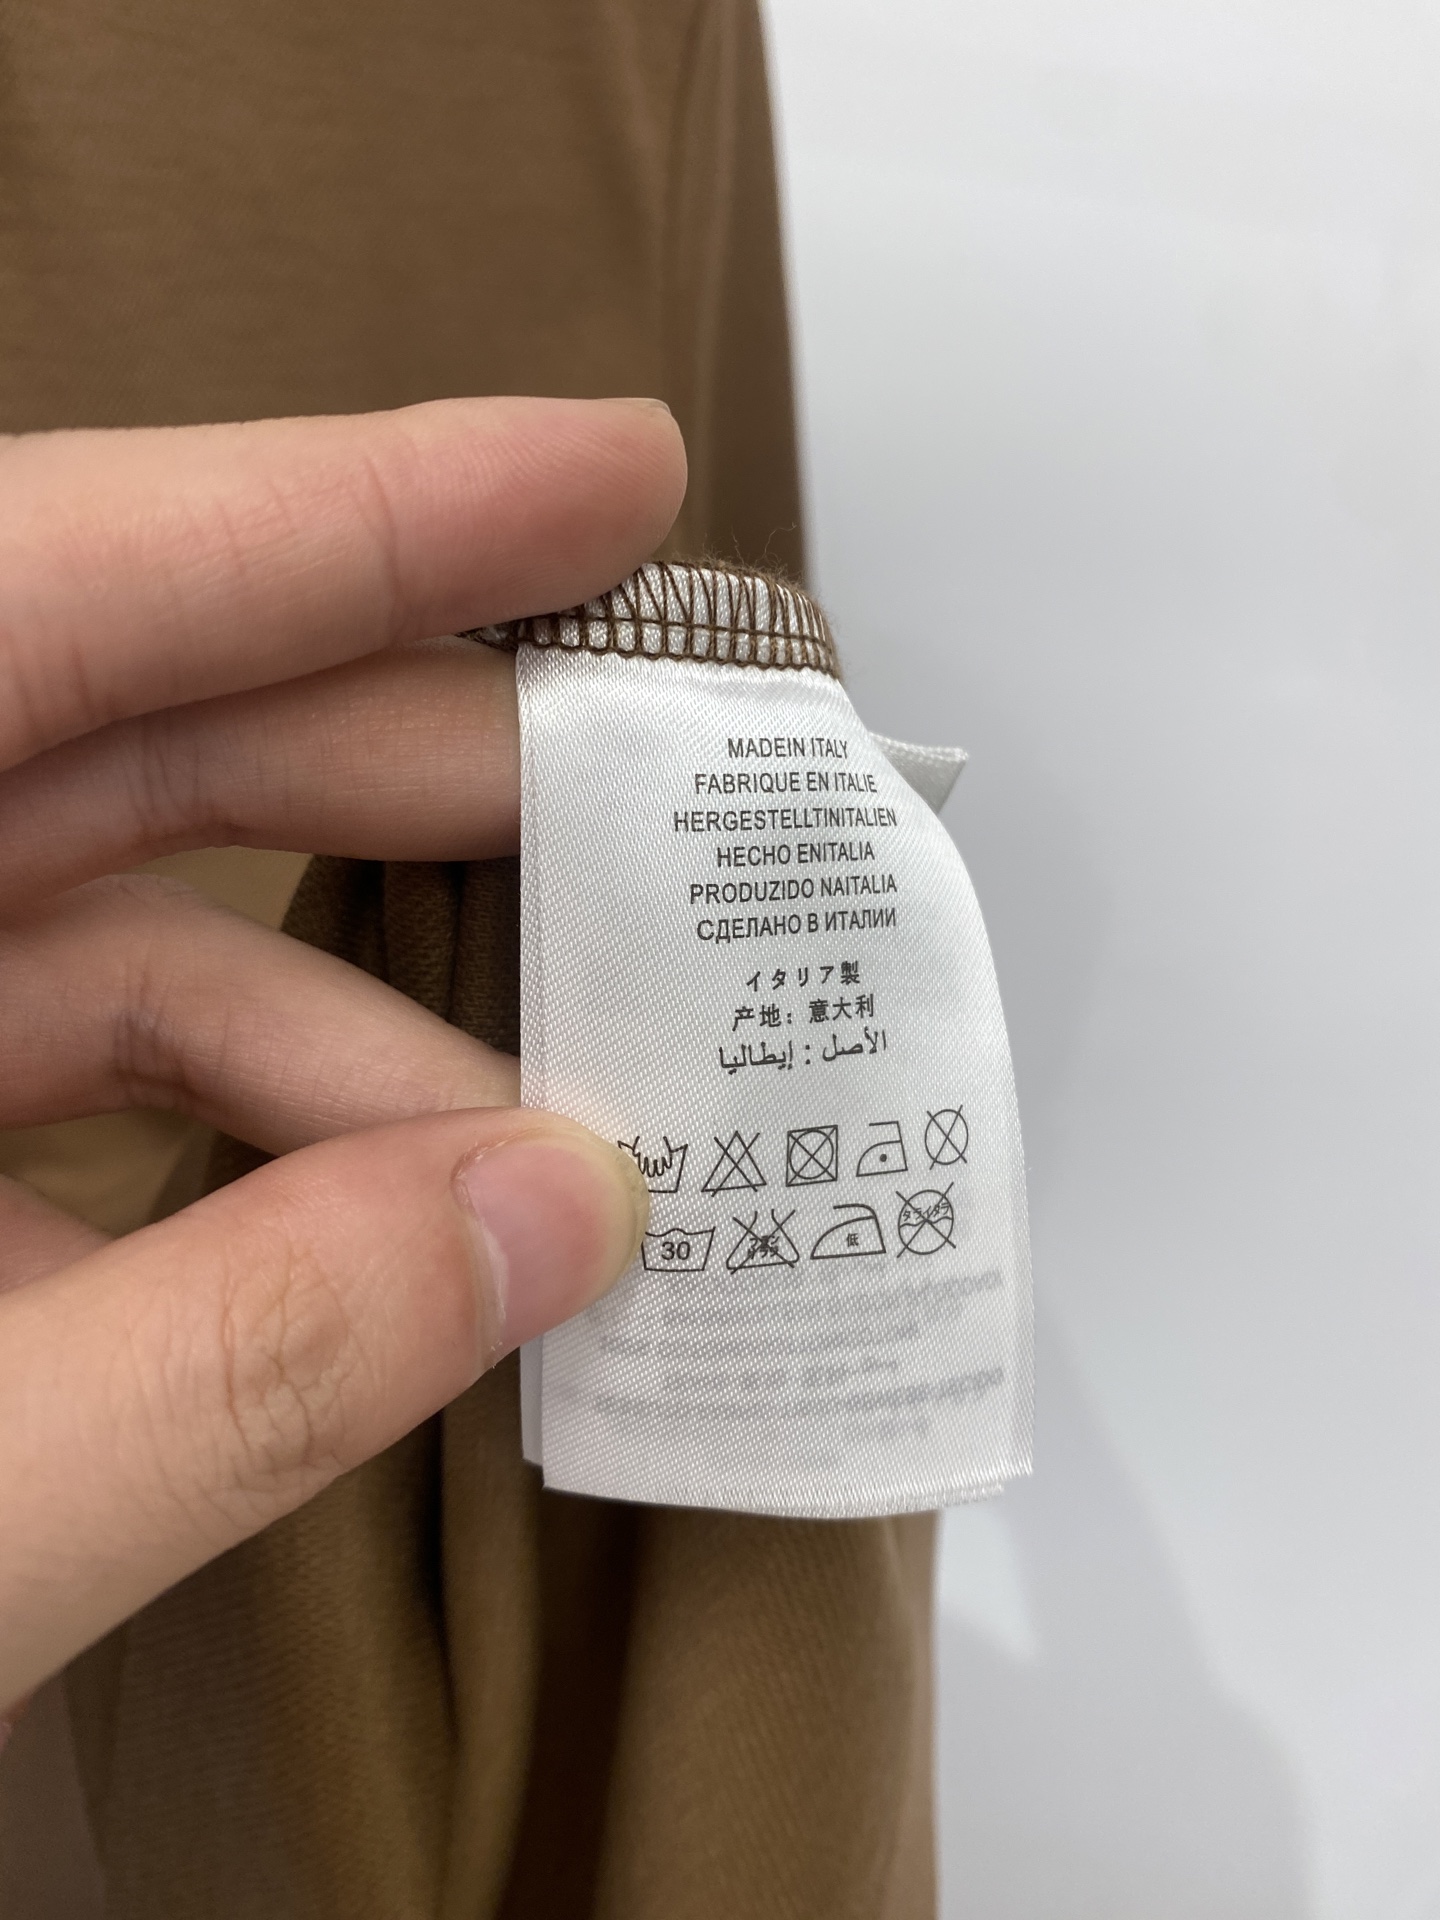 MADEIN ITALY
FABRIQUE EN ITALIE
HERGESTELLTINITALIEN
HECHO ENITALIA
PRODUZIDO NAITALIA
СДЕЛАНО В ИТАЛИИ
イタリア製
产地：意大利
الأصل : إيطاليا
30 低